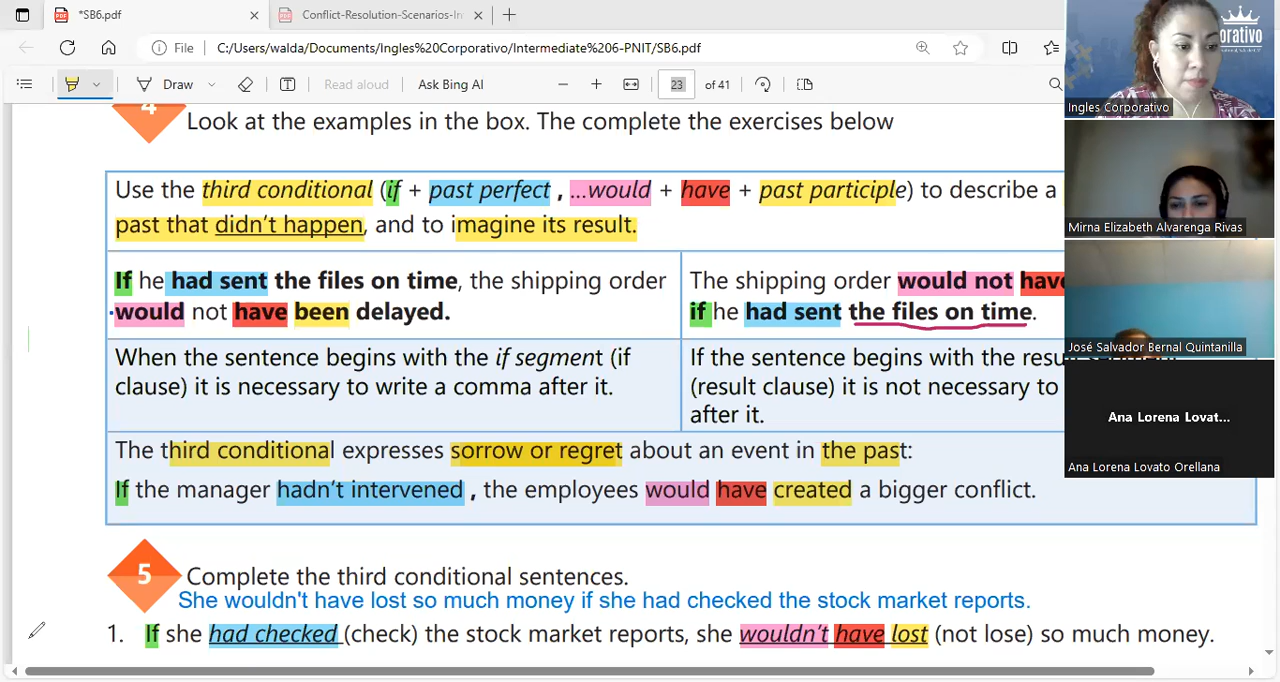 *SB6.pdf
Conflict-Resolution-Scenarios-In
File
C:/Users/walda/Documents/Ingles%20Corporativo/Intermediate%206-PNIT/SB6.pdf
Draw
Read aloud
Ask Bing AI
23
of 41
4
Look at the examples in the box. The complete the exercises below
Use the third conditional (if + past perfect , ...would + have + past participle) to describe a
past that didn't happen, and to imagine its result.
If he had sent the files on time, the shipping order
would not have been delayed.
The shipping order would not have
if he had sent the files on time.
When the sentence begins with the if segment (if
clause) it is necessary to write a comma after it.
If the sentence begins with the
(result clause) it is not necessary to
after it.
The third conditional expresses sorrow or regret about an event in the past:
If the manager hadn't intervened , the employees would have created a bigger conflict.
5
Complete the third conditional sentences.
She wouldn't have lost so much money if she had checked the stock market reports.
1. If she had checked (check) the stock market reports, she wouldn't have lost (not lose) so much money.
orativo
Ingles Corporativo
Mirna Elizabeth Alvarenga Rivas
José Salvador Bernal Quintanilla
Ana Lorena Lovat...
Ana Lorena Lovato Orellana